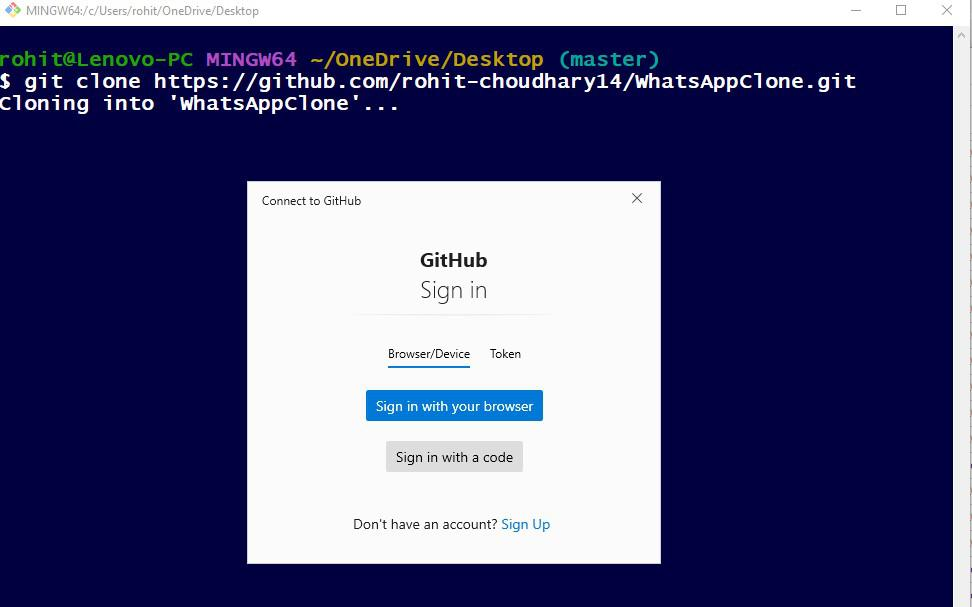 MINGW64:/c/Users/rohit/OneDrive/Desktop
rohit@Lenovo-PC MINGW64 ~/OneDrive/Desktop (master)
$ git clone https://github.com/rohit-choudhary14/WhatsAppClone.git
Cloning into 'WhatsAppClone'...
Connect to GitHub
GitHub
Sign in
Browser/Device Token
Sign in with your browser
Sign in with a code
Don't have an account? Sign Up